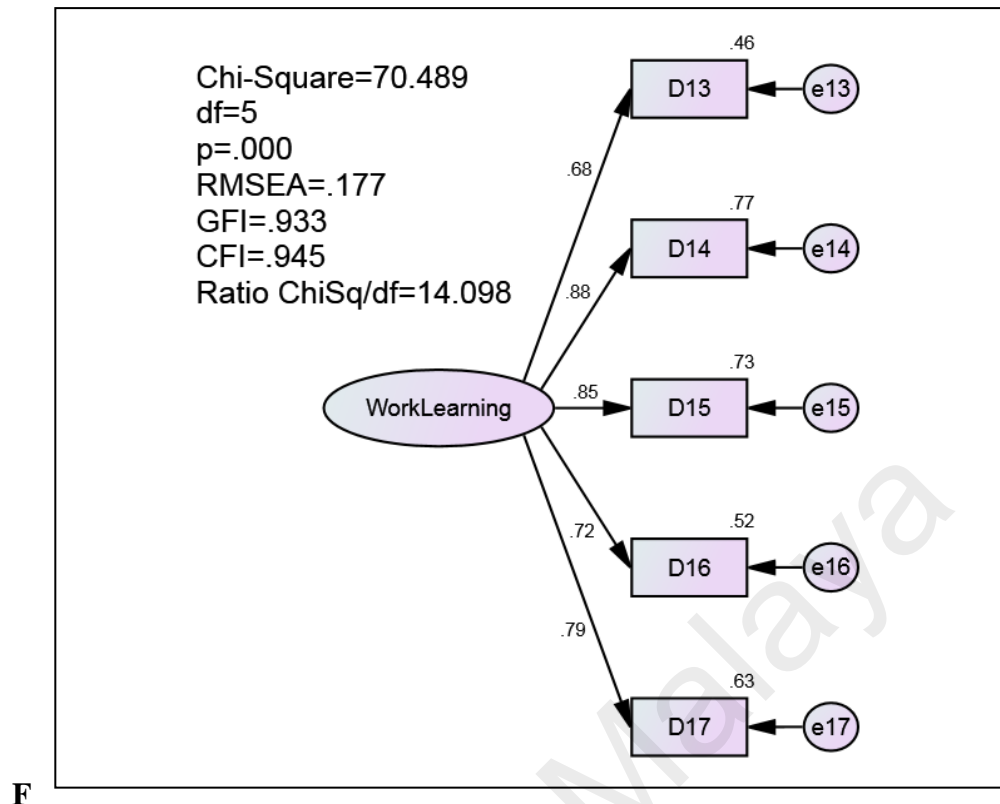 Chi-Square=70.489
df=5
p=.000
RMSEA=.177
GFI=.933
CFI=.945
Ratio ChiSq/df=14.098
.46
D13
e13
.68
.77
D14
e14
.88
.73
WorkLearning
.85
D15
e15
.52
.72
D16
e16
.79
.63
D17
e17
Malaya
F